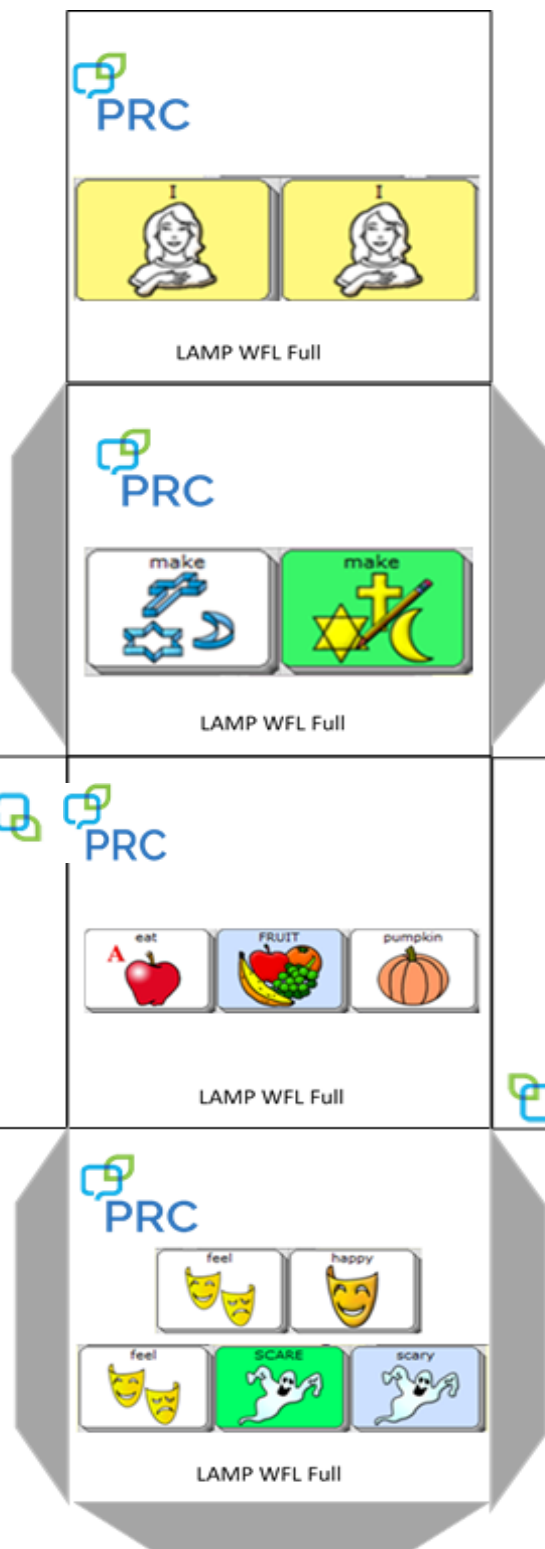 PRC
I I
LAMP WFL Full
PRC
make make
LAMP WFL Full
PRC
eat FRUIT pumpkin
A
LAMP WFL Full
PRC
feel happy
feel SCARE scary
LAMP WFL Full